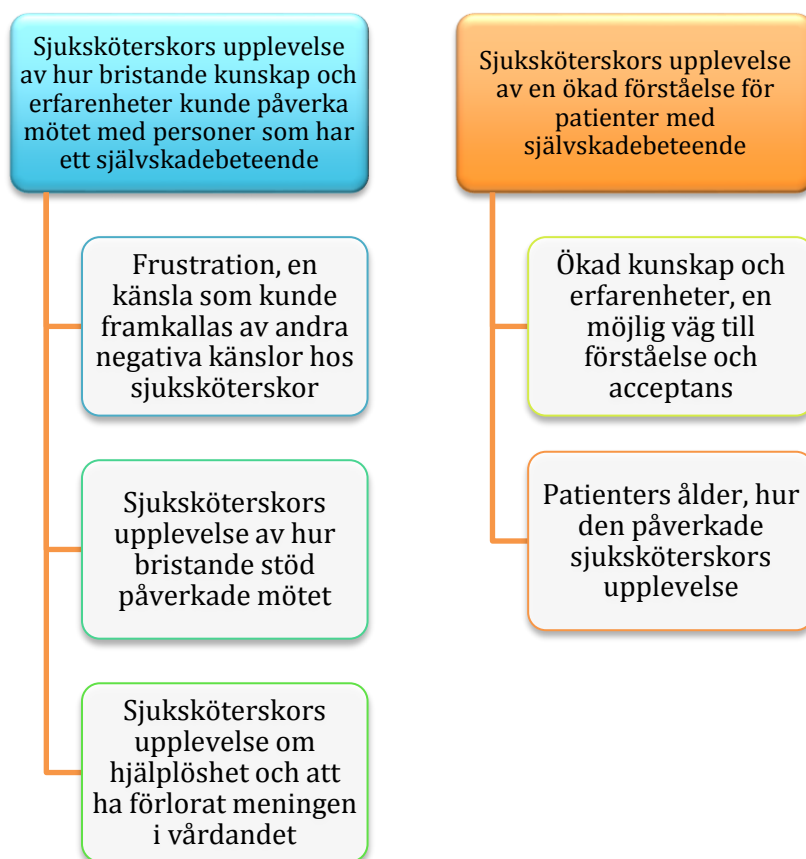 Sjuksköterskors upplevelse
av hur bristande kunskap och
erfarenheter kunde påverka
mötet med personer som har
ett självskadebeteende
Frustration, en
känsla som kunde
framkallas av andra
negativa känslor hos
sjuksköterskor
Sjuksköterskors
upplevelse av hur
bristande stöd
påverkade mötet
Sjuksköterskors
upplevelse om
hjälplöshet och att
ha förlorat meningen
i vårdandet
Sjuksköterskors upplevelse
av en ökad förståelse för
patienter med
självskadebeteende
Ökad kunskap och
erfarenheter, en
möjlig väg till
förståelse och
acceptans
Patienters ålder, hur
den påverkade
sjuksköterskors
upplevelse